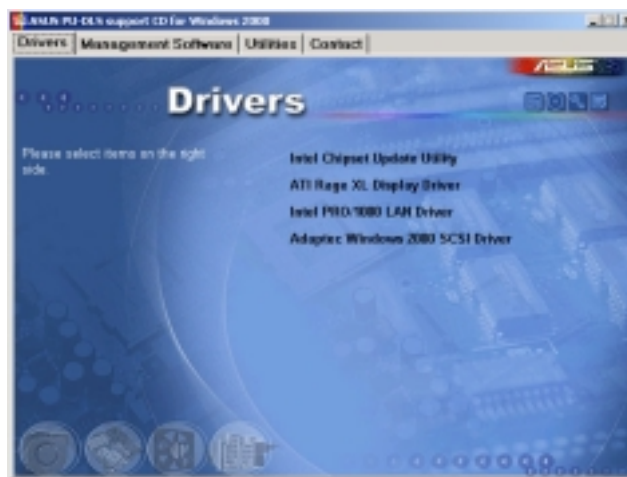 ASUS PU-DLS support CD for Windows 2000
Drivers
Management Software
Utilities
Contact
ASUS
Drivers
Please select items on the right
side.
Intel Chipset Update Utility
ATI Rage XL Display Driver
Intel PRO/1000 LAN Driver
Adaptec Windows 2000 SCSI Driver